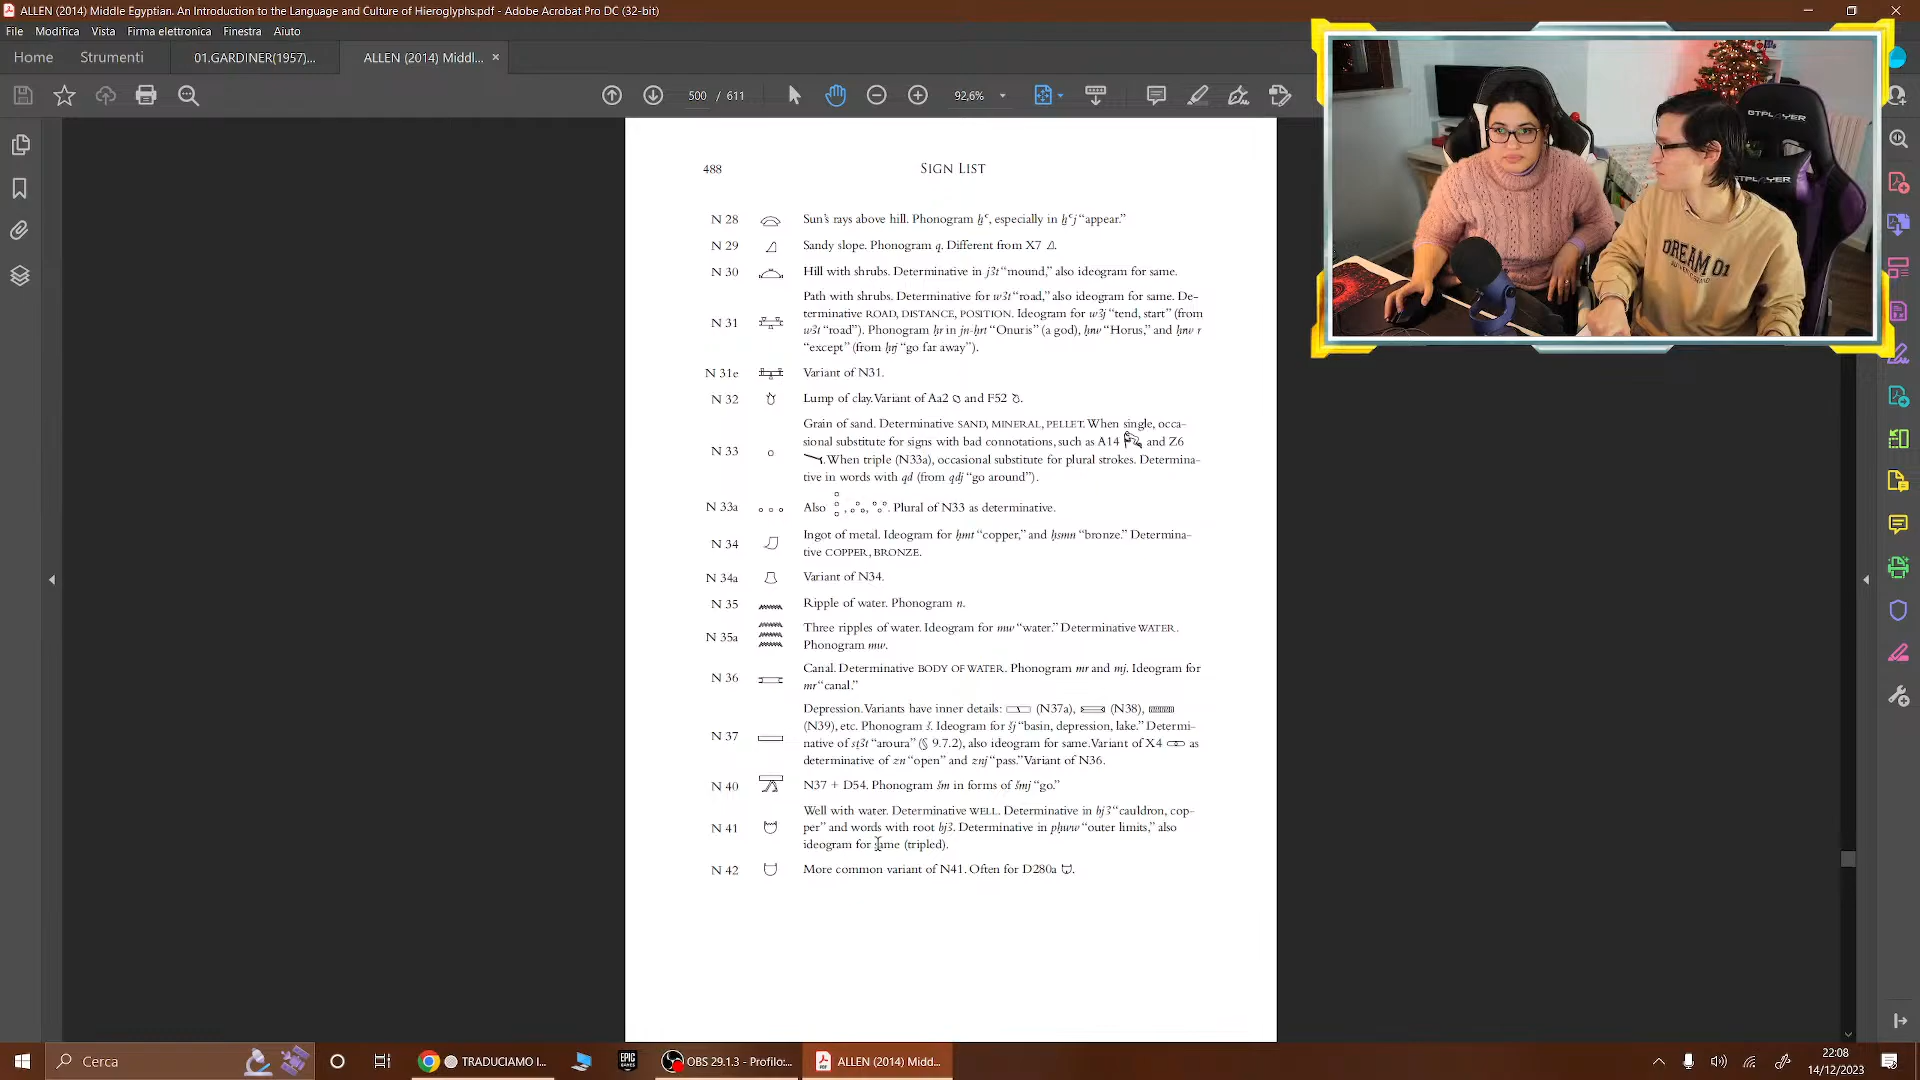 ALLEN (2014) Middle Egyptian. An Introduction to the Language and Culture of Hieroglyphs.pdf - Adobe Acrobat Pro DC (32-bit)
File Modifica Vista Firma elettronica Finestra Aiuto
Home Strumenti 01.GARDINER(1957)... ALLEN (2014) Middl... ×
500 / 611 92,6%
GTPLAYER
GTPLAYER
DREAM 01
488 SIGN LIST
N 28 Sun’s rays above hill. Phonogram ḫꜥ, especially in ḫꜥj “appear.”
N 29 Sandy slope. Phonogram q. Different from X7 .
N 30 Hill with shrubs. Determinative in jꜣt “mound,” also ideogram for same.
Path with shrubs. Determinative for wꜣt “road,” also ideogram for same. De-
terminative ROAD, DISTANCE, POSITION. Ideogram for wꜣj “tend, start” (from
N 31 wꜣt “road”). Phonogram ḥr in jn-ḥrt “Onuris” (a god), ḥrw “Horus,” and ḥrw r
“except” (from ḥrj “go far away”).
N 31e Variant of N31.
N 32 Lump of clay. Variant of Aa2 and F52 .
Grain of sand. Determinative SAND, MINERAL, PELLET. When single, occa-
sional substitute for signs with bad connotations, such as A14 and Z6
N 33 . When triple (N33a), occasional substitute for plural strokes. Determina-
tive in words with qd (from qdj “go around”).
N 33a Also , , . Plural of N33 as determinative.
N 34 Ingot of metal. Ideogram for ḥmt “copper,” and ḥsmn “bronze.” Determina-
tive COPPER, BRONZE.
N 34a Variant of N34.
N 35 Ripple of water. Phonogram n.
N 35a Three ripples of water. Ideogram for mw “water.” Determinative WATER.
Phonogram mw.
N 36 Canal. Determinative BODY OF WATER. Phonogram mr and mj. Ideogram for
mr “canal.”
Depression. Variants have inner details: (N37a), (N38),
(N39), etc. Phonogram š. Ideogram for šj “basin, depression, lake.” Determi-
N 37 native of sṯꜣt “aroura” (§ 9.7.2), also ideogram for same. Variant of X4 as
determinative of zn “open” and znj “pass.” Variant of N36.
N 40 N37 + D54. Phonogram šm in forms of šmj “go.”
Well with water. Determinative WELL. Determinative in bjꜣ “cauldron, cop-
N 41 per” and words with root bjꜣ. Determinative in pḥww “outer limits,” also
ideogram for same (tripled).
N 42 More common variant of N41. Often for D280a .
Cerca TRADUCIAMO I... EPIC GAMES OBS 29.1.3 - Profilo:... ALLEN (2014) Midd...
22:08
14/12/2023